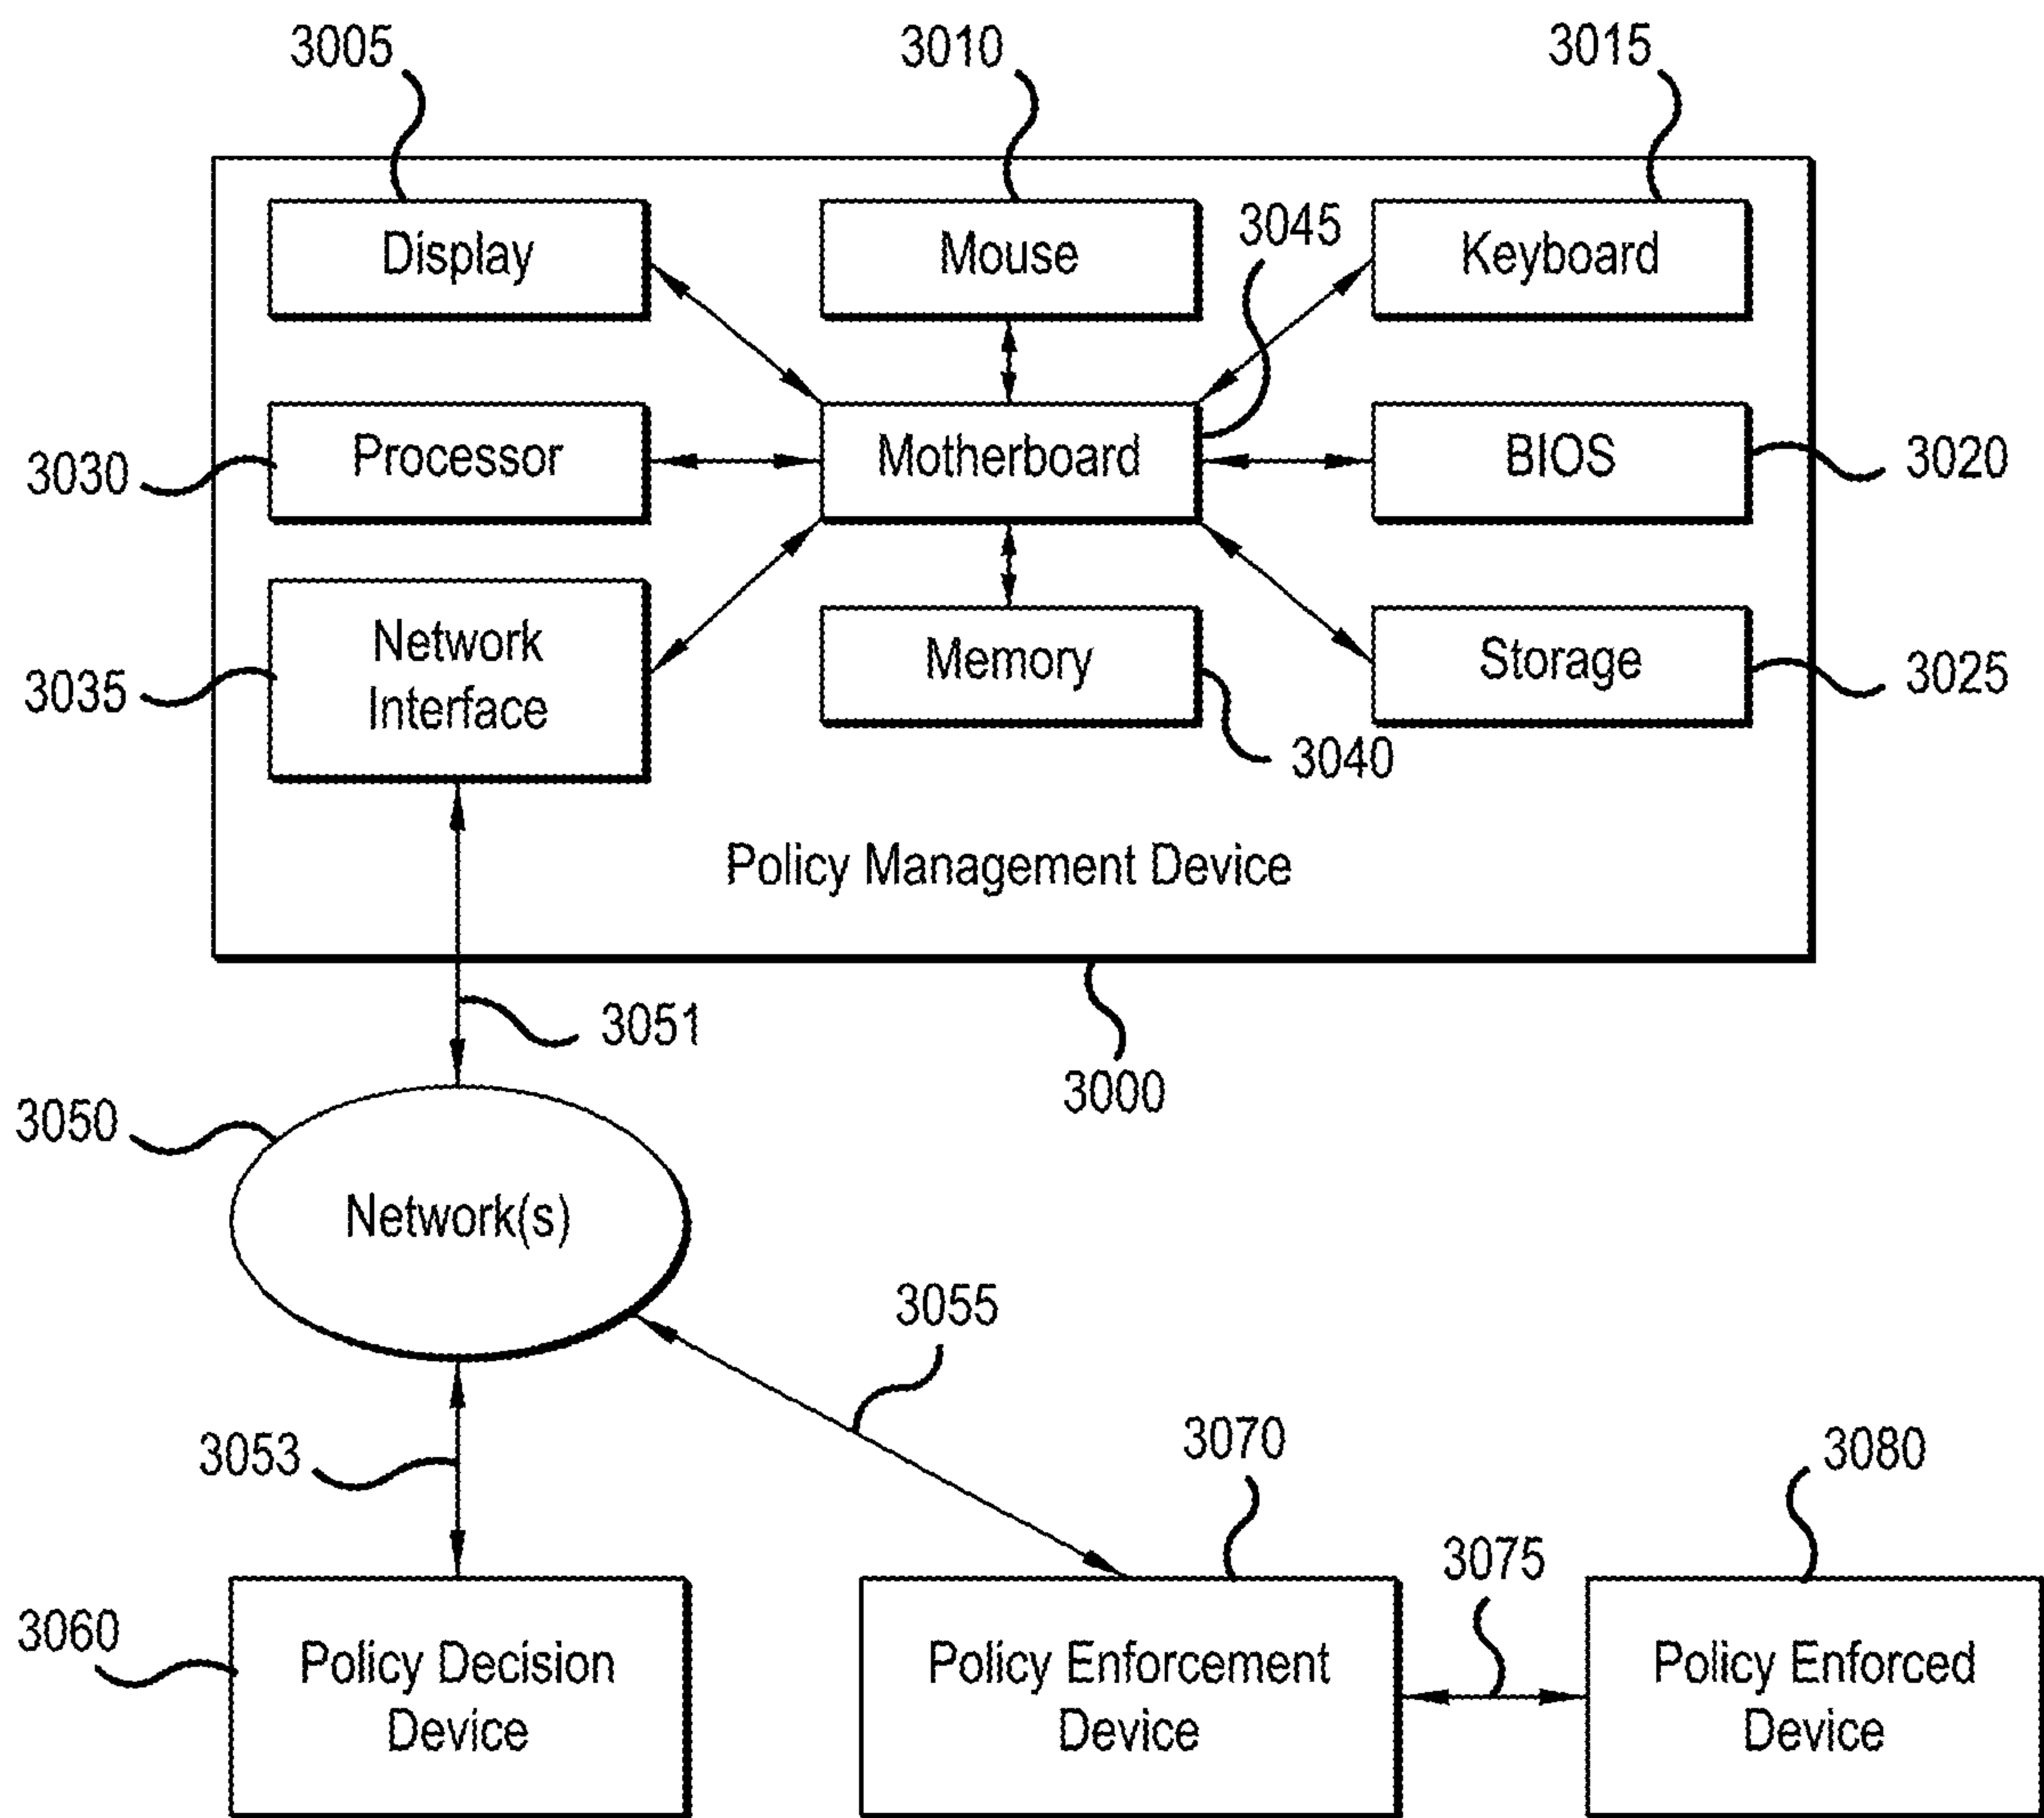 3005
3010
3015
Display
Mouse
3045
Keyboard
3030
Processor
Motherboard
BIOS
3020
3035
Network
Interface
Memory
Storage
3025
3040
Policy Management Device
3051
3000
3050
Network(s)
3055
3053
3070
3080
3075
3060
Policy Decision
Device
Policy Enforcement
Device
Policy Enforced
Device